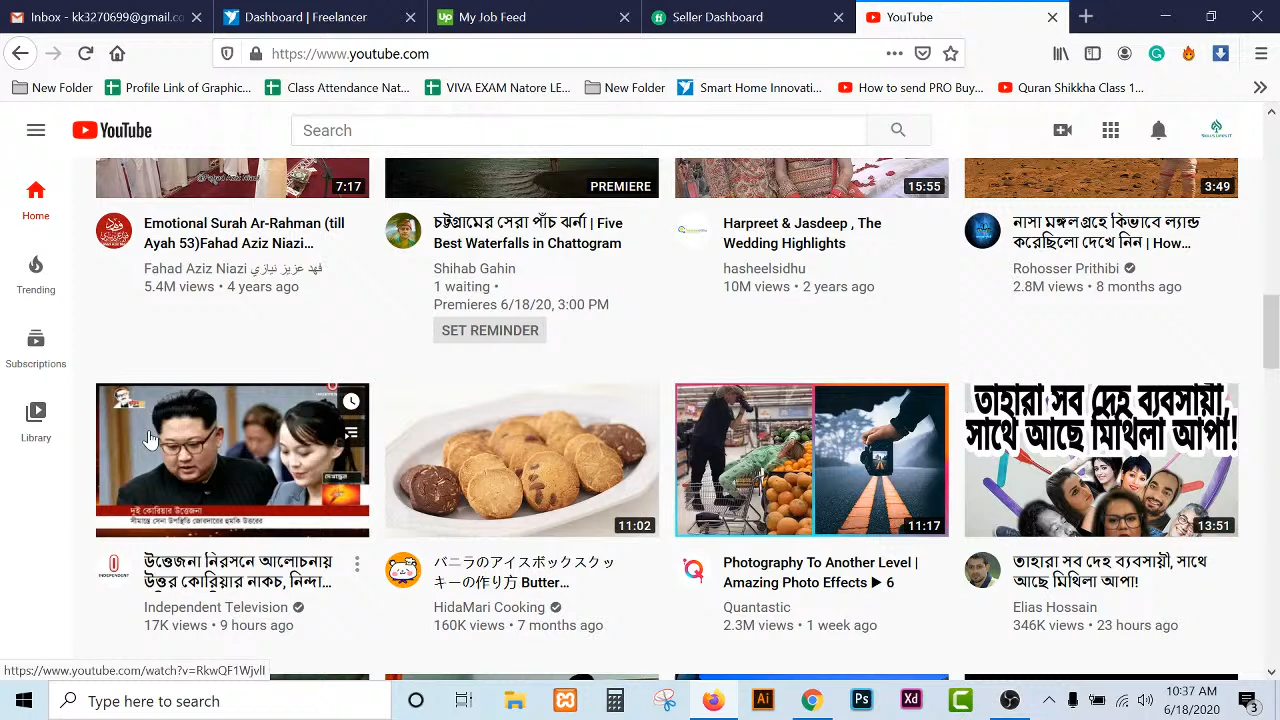 Inbox - kk3270699@gmail.co
Dashboard | Freelancer
My Job Feed
Seller Dashboard
YouTube
https://www.youtube.com
New Folder
Profile Link of Graphic...
Class Attendance Nat...
VIVA EXAM Natore LE...
New Folder
Smart Home Innovati...
How to send PRO Buy...
Quran Shikkha Class 1...
YouTube
Search
Home
Trending
Subscriptions
Library
7:17
PREMIERE
15:55
3:49
Emotional Surah Ar-Rahman (till
Ayah 53)Fahad Aziz Niazi...
Fahad Aziz Niazi فهد عزيز نيازي
5.4M views • 4 years ago
চট্টগ্রামের সেরা পাঁচ ঝর্না | Five
Best Waterfalls in Chattogram
Shihab Gahin
1 waiting •
Premieres 6/18/20, 3:00 PM
SET REMINDER
Harpreet & Jasdeep , The
Wedding Highlights
hasheelsidhu
10M views • 2 years ago
নাসা মঙ্গলগ্রহে কিভাবে ল্যান্ড
করেছিলো দেখে নিন | How...
Rohosser Prithibi
2.8M views • 8 months ago
দুই কোরিয়ার উত্তেজনা
11:02
11:17
তাহারা সব দেহ ব্যবসায়ী,
সাথে আছে মিথিলা আপা!
13:51
উত্তেজনা নিরসনে আলোচনায়
উত্তর কোরিয়ার নাকচ, নিন্দা...
Independent Television
17K views • 9 hours ago
バニラのアイスボックスクッ
キーの作り方 Butter...
HidaMari Cooking
160K views • 7 months ago
Photography To Another Level |
Amazing Photo Effects ▶ 6
Quantastic
2.3M views • 1 week ago
তাহারা সব দেহ ব্যবসায়ী, সাথে
আছে মিথিলা আপা!
Elias Hossain
346K views • 23 hours ago
https://www.youtube.com/watch?v=RkwQF1WjvlI
Type here to search
10:37 AM
6/18/2020
3